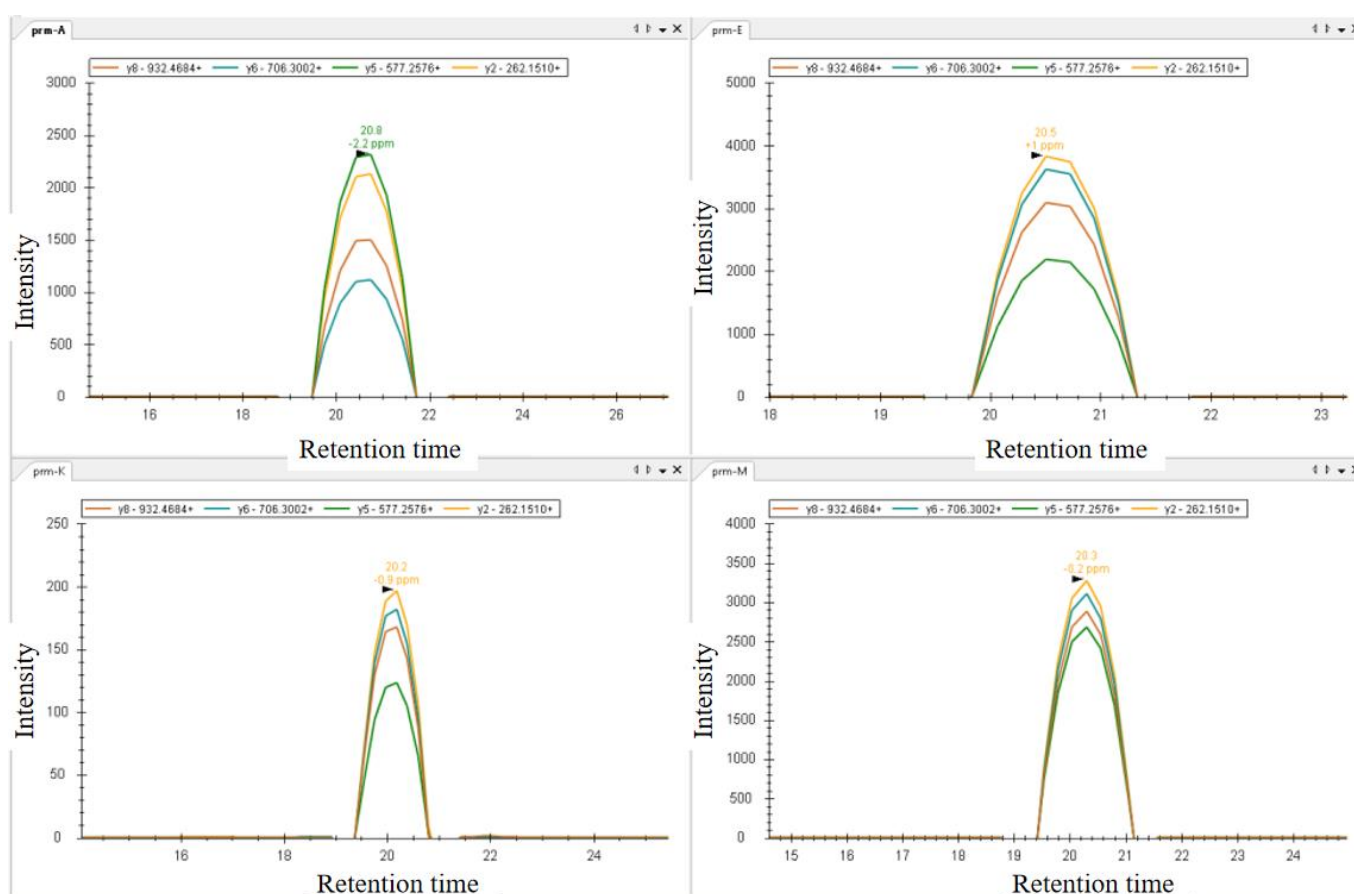 prm-A
y8 - 932.4684+ y6 - 706.3002+ y5 - 577.2576+ y2 - 262.1510+
3000
2500
2000
1500
1000
500
0
20.8
-2.2 ppm
16 18 20 22 24 26
Intensity
Retention time
prm-E
y8 - 932.4684+ y6 - 706.3002+ y5 - 577.2576+ y2 - 262.1510+
5000
4000
3000
2000
1000
0
20.5
+1 ppm
18 19 20 21 22 23
Intensity
Retention time
prm-K
y8 - 932.4684+ y6 - 706.3002+ y5 - 577.2576+ y2 - 262.1510+
250
200
150
100
50
0
20.2
-0.9 ppm
16 18 20 22 24
Intensity
Retention time
prm-M
y8 - 932.4684+ y6 - 706.3002+ y5 - 577.2576+ y2 - 262.1510+
4000
3500
3000
2500
2000
1500
1000
500
0
20.3
-0.2 ppm
15 16 17 18 19 20 21 22 23 24
Intensity
Retention time